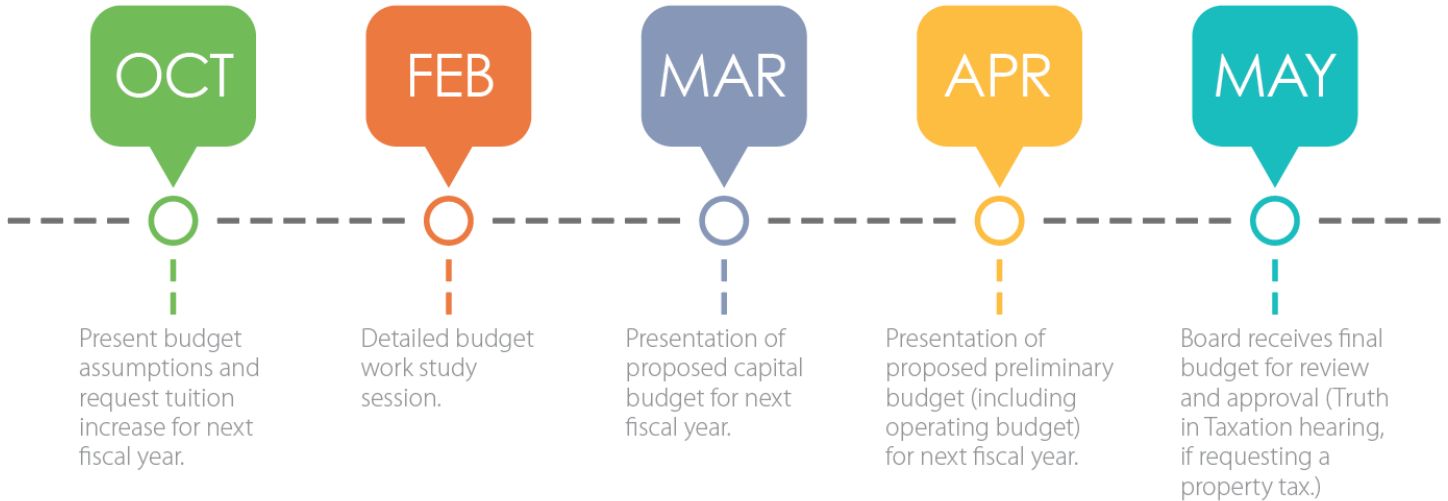 OCT
FEB
MAR
APR
MAY
Present budget
assumptions and
request tuition
increase for next
fiscal year.
Detailed budget
work study
session.
Presentation of
proposed capital
budget for next
fiscal year.
Presentation of
proposed preliminary
budget (including
operating budget)
for next fiscal year.
Board receives final
budget for review
and approval (Truth
in Taxation hearing,
if requesting a
property tax.)